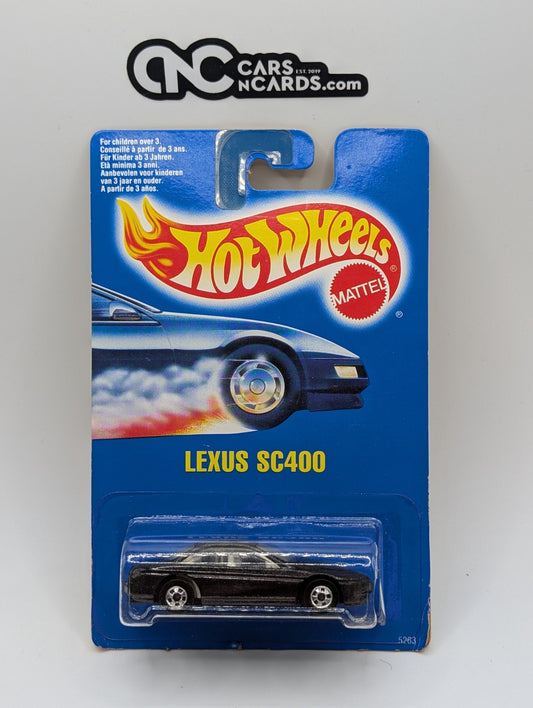 CNC CARS
EST. 2019
nCARDS.com
For children over 3.
Conseillé à partir de 3 ans.
Für Kinder ab 3 Jahren.
Età minima 3 anni.
Aanbevolen voor kinderen
van 3 jaar en ouder.
A partir de 3 años.
HOT WHEELS®
MATTEL
®
LEXUS SC400
5263